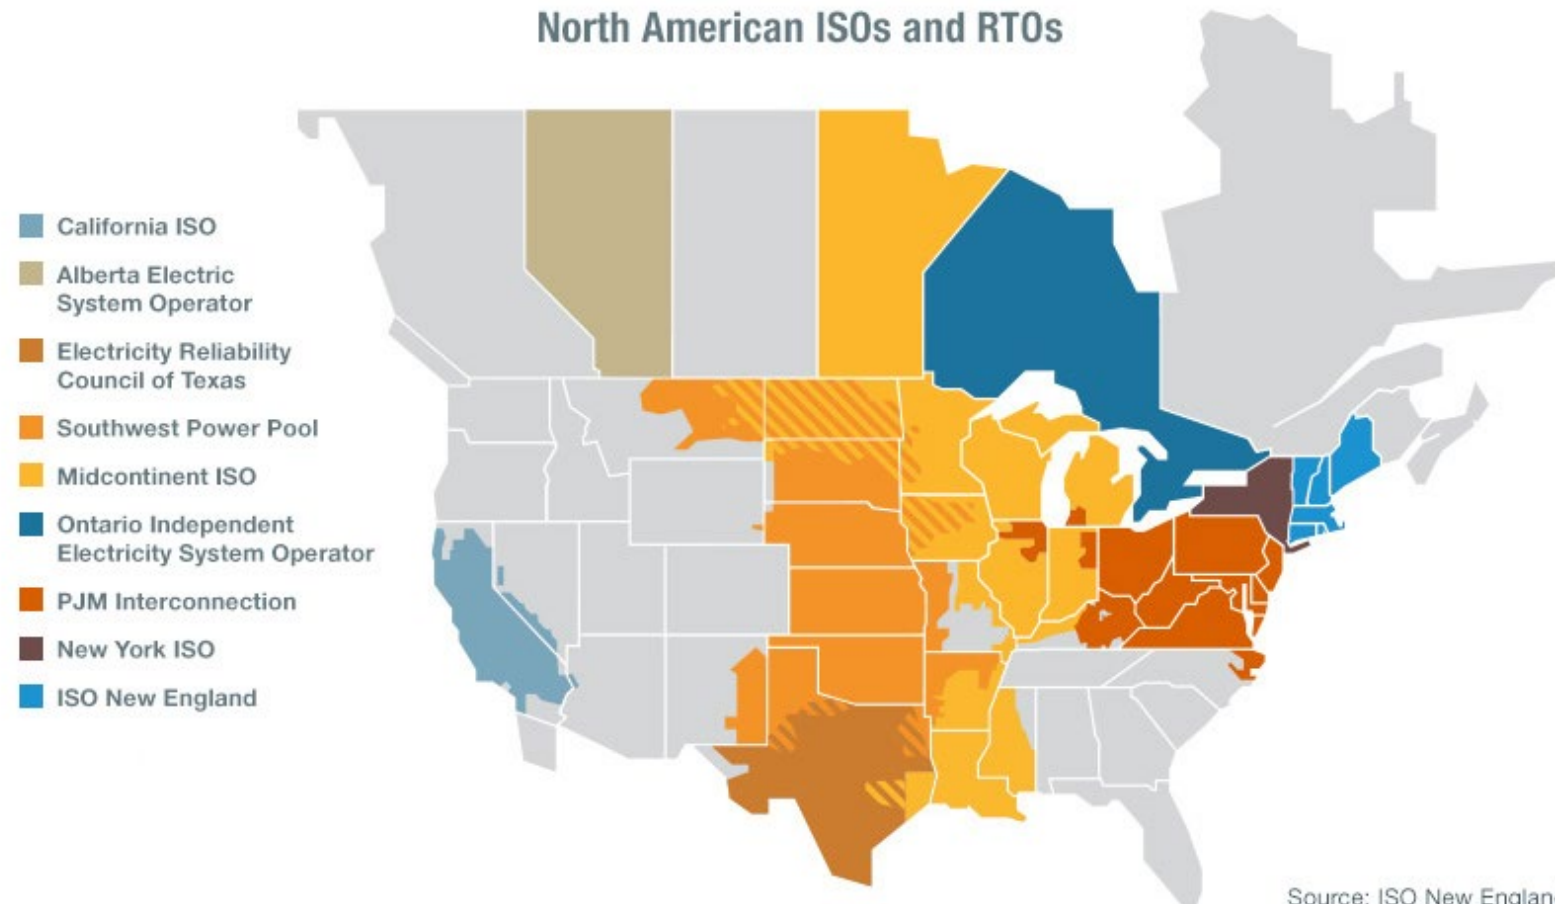 North American ISOs and RTOs
California ISO
Alberta Electric
System Operator
Electricity Reliability
Council of Texas
Southwest Power Pool
Midcontinent ISO
Ontario Independent
Electricity System Operator
PJM Interconnection
New York ISO
ISO New England
Source: ISO New Englan